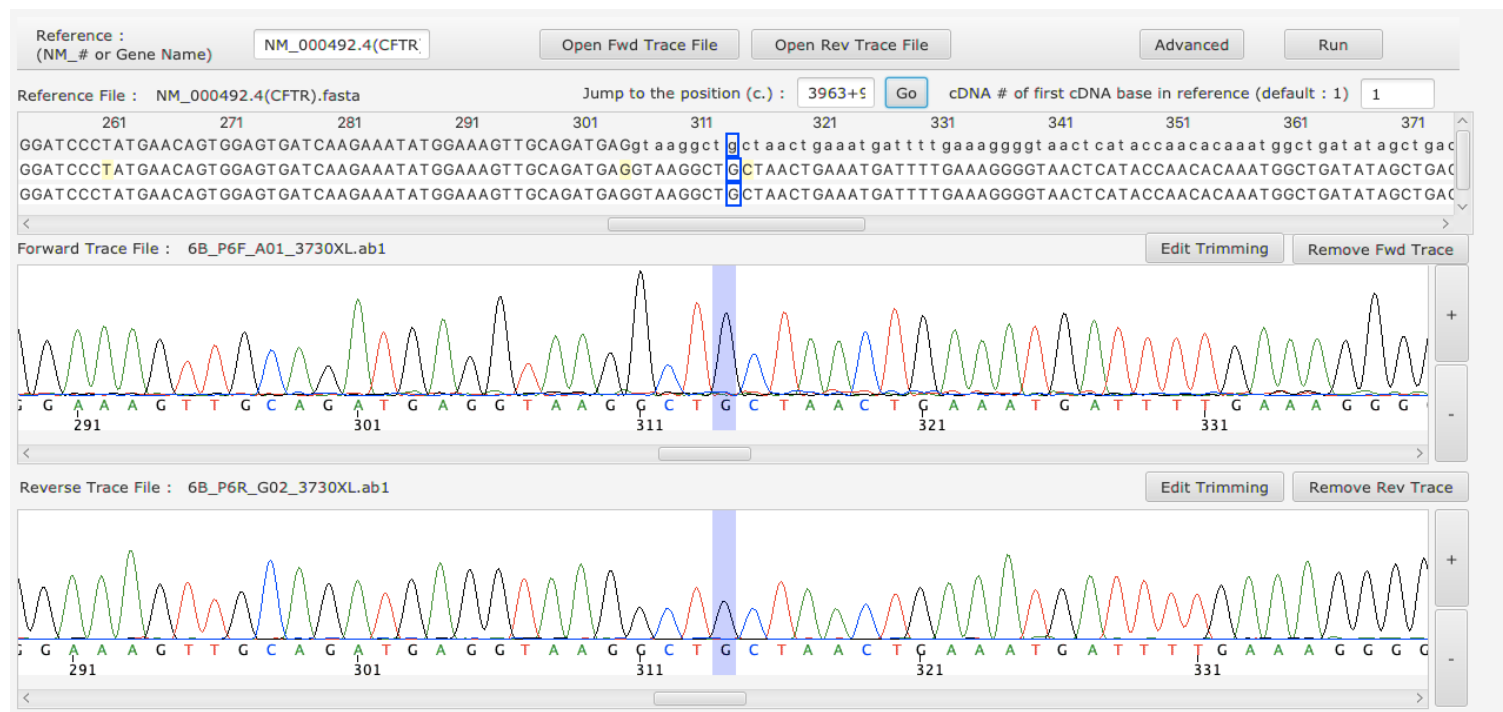 Reference :
(NM_# or Gene Name)
NM_000492.4(CFTR)
Open Fwd Trace File
Open Rev Trace File
Advanced
Run
Reference File : NM_000492.4(CFTR).fasta
Jump to the position (c.) : 3963+9
Go
cDNA # of first cDNA base in reference (default : 1) 1
261 271 281 291 301 311 321 331 341 351 361 371
GGATCCCTATGAACAGTGGAGTGATCAAGAAATATGGAAAGTTGCAGATGAGgtaaggctgctaactgaaatgattttgaaaggggtaactcataccaacacaaatggctgatatagctgac
GGATCCCTATGAACAGTGGAGTGATCAAGAAATATGGAAAGTTGCAGATGAGGTAAGGCTGCTAACTGAAATGATTTTGAAAGGGGTAACTCATACCAACACAAATGGCTGATATAGCTGAC
GGATCCCTATGAACAGTGGAGTGATCAAGAAATATGGAAAGTTGCAGATGAGGTAAGGCTGCTAACTGAAATGATTTTGAAAGGGGTAACTCATACCAACACAAATGGCTGATATAGCTGAC
Forward Trace File : 6B_P6F_A01_3730XL.ab1
Edit Trimming
Remove Fwd Trace
+
G G A A A G T T G C A G A T G A G G T A A G G C T G C T A A C T G A A A T G A T T T T G A A A G G G
291 301 311 321 331
-
Reverse Trace File : 6B_P6R_G02_3730XL.ab1
Edit Trimming
Remove Rev Trace
+
G G A A A G T T G C A G A T G A G G T A A G G C T G C T A A C T G A A A T G A T T T T G A A A G G G G
291 301 311 321 331
-